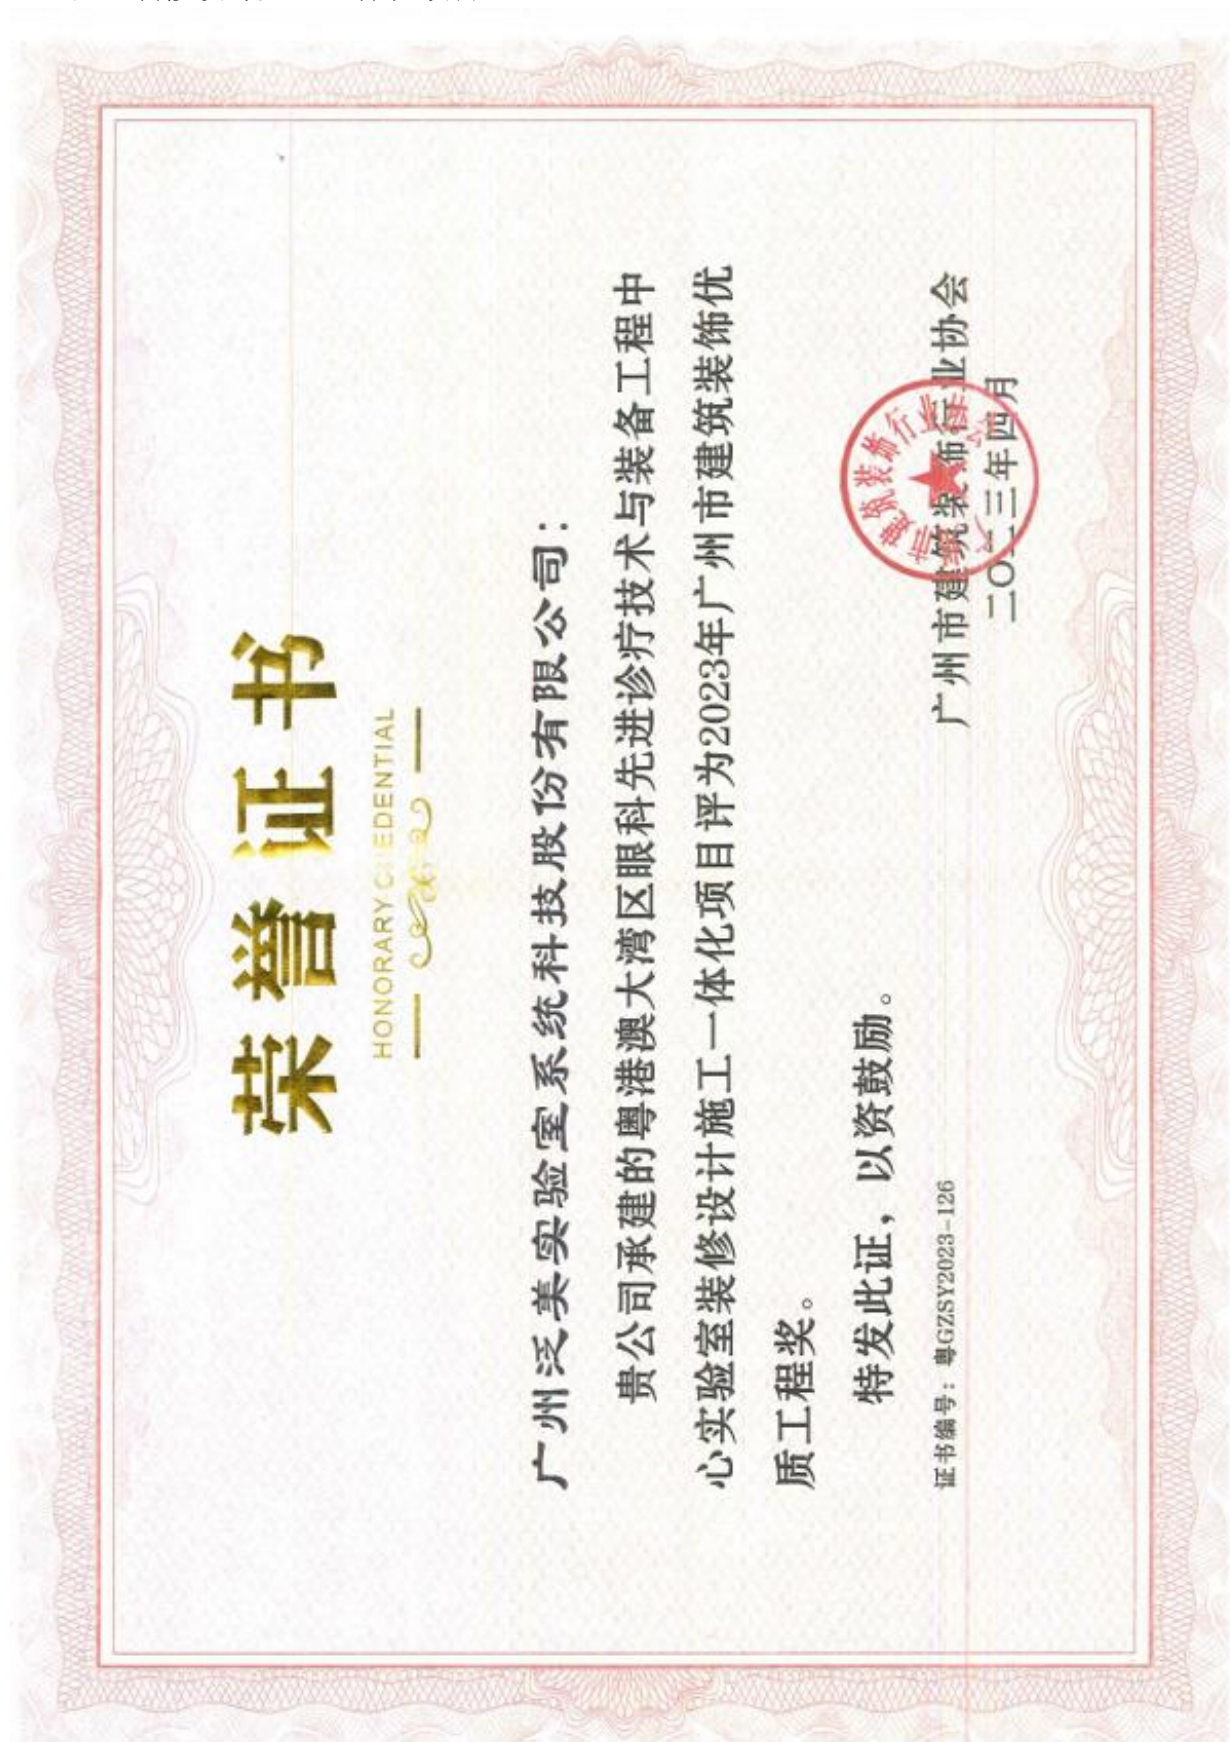 荣誉证书
HONORARY CREDENTIAL
广州泛美实验室系统科技股份有限公司：
贵公司承建的粤港澳大湾区眼科先进诊疗技术与装备工程中
心实验室装修设计施工一体化项目评为2023年广州市建筑装饰优
质工程奖。
特发此证，以资鼓励。
证书编号：粤GZSY2023-126
广州市建筑装饰行业协会
二〇二三年四月